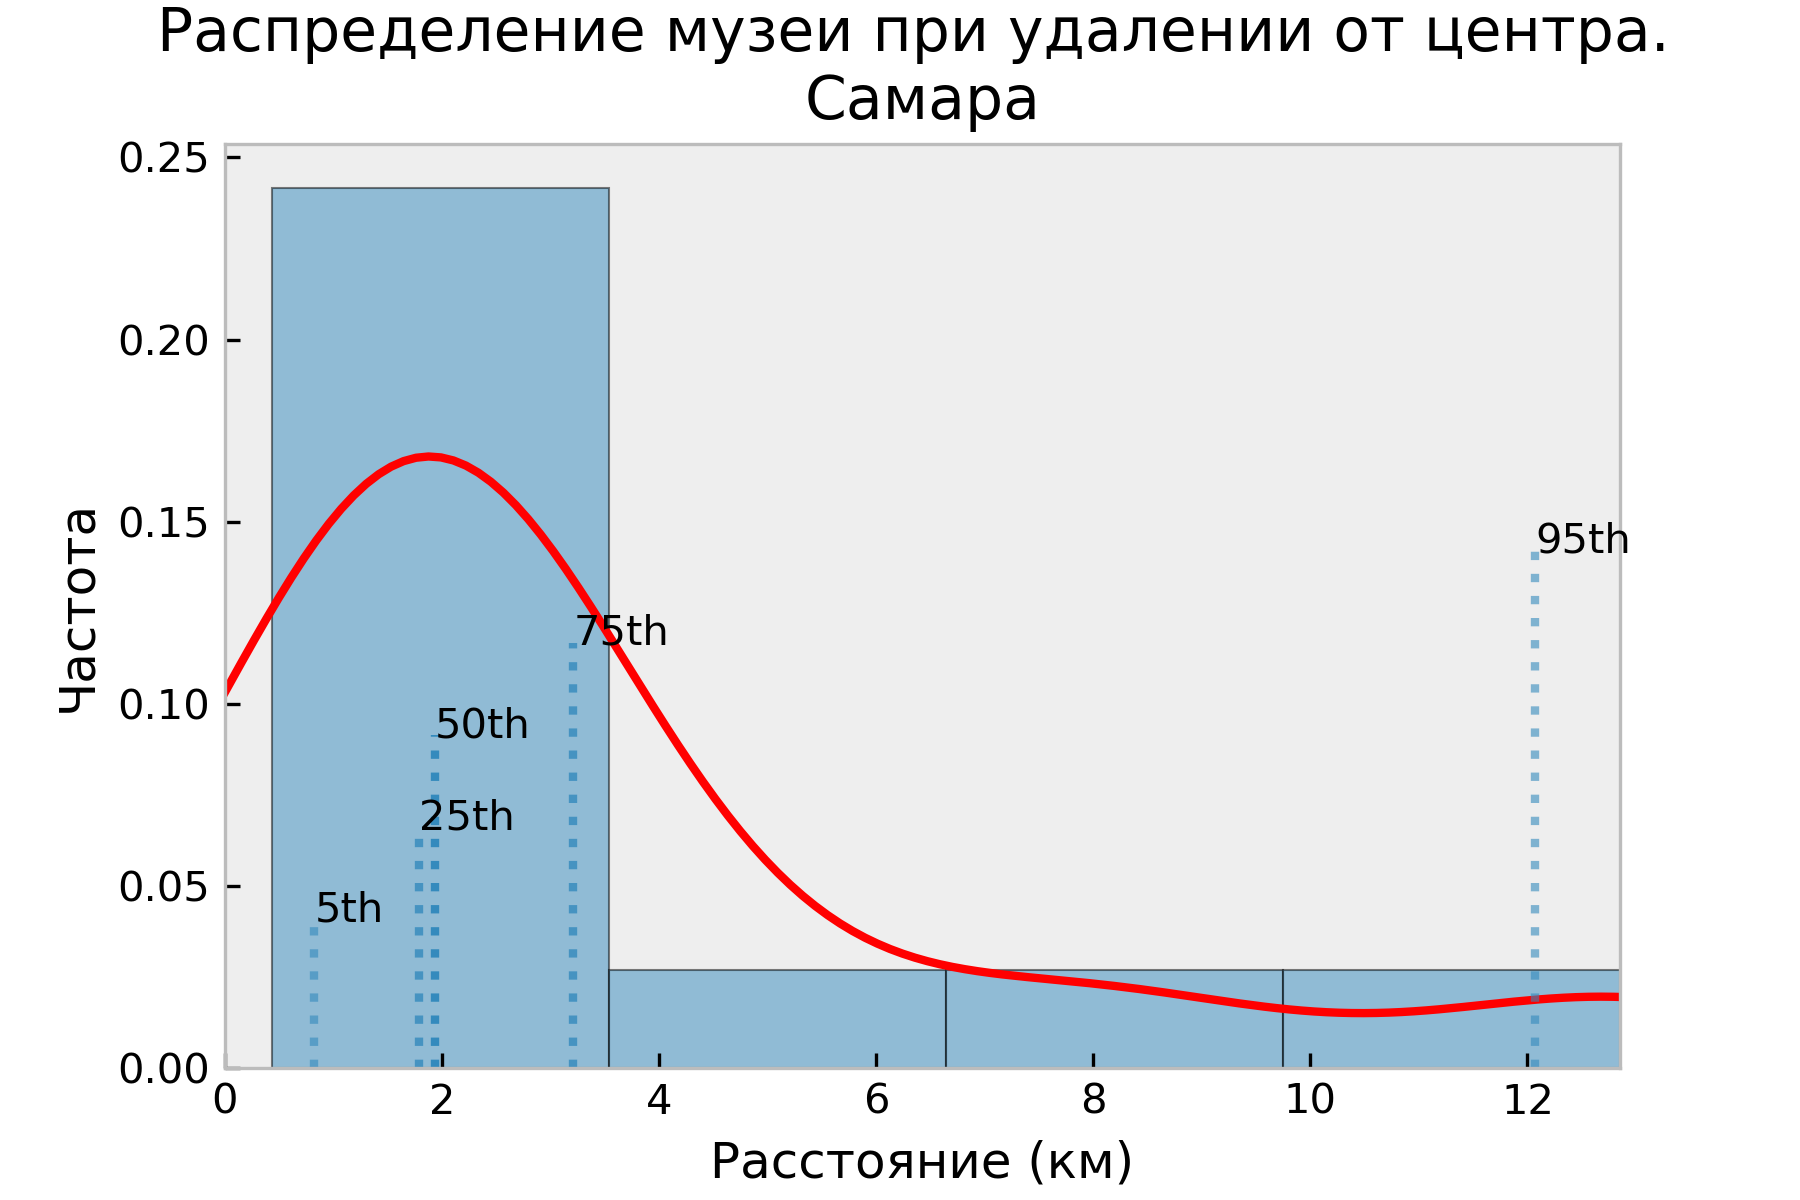 Распределение музеи при удалении от центра.
Самара
0.25
0.20
0.15
0.10
0.05
0.00
Частота
95th
75th
50th
25th
5th
0 2 4 6 8 10 12
Расстояние (км)